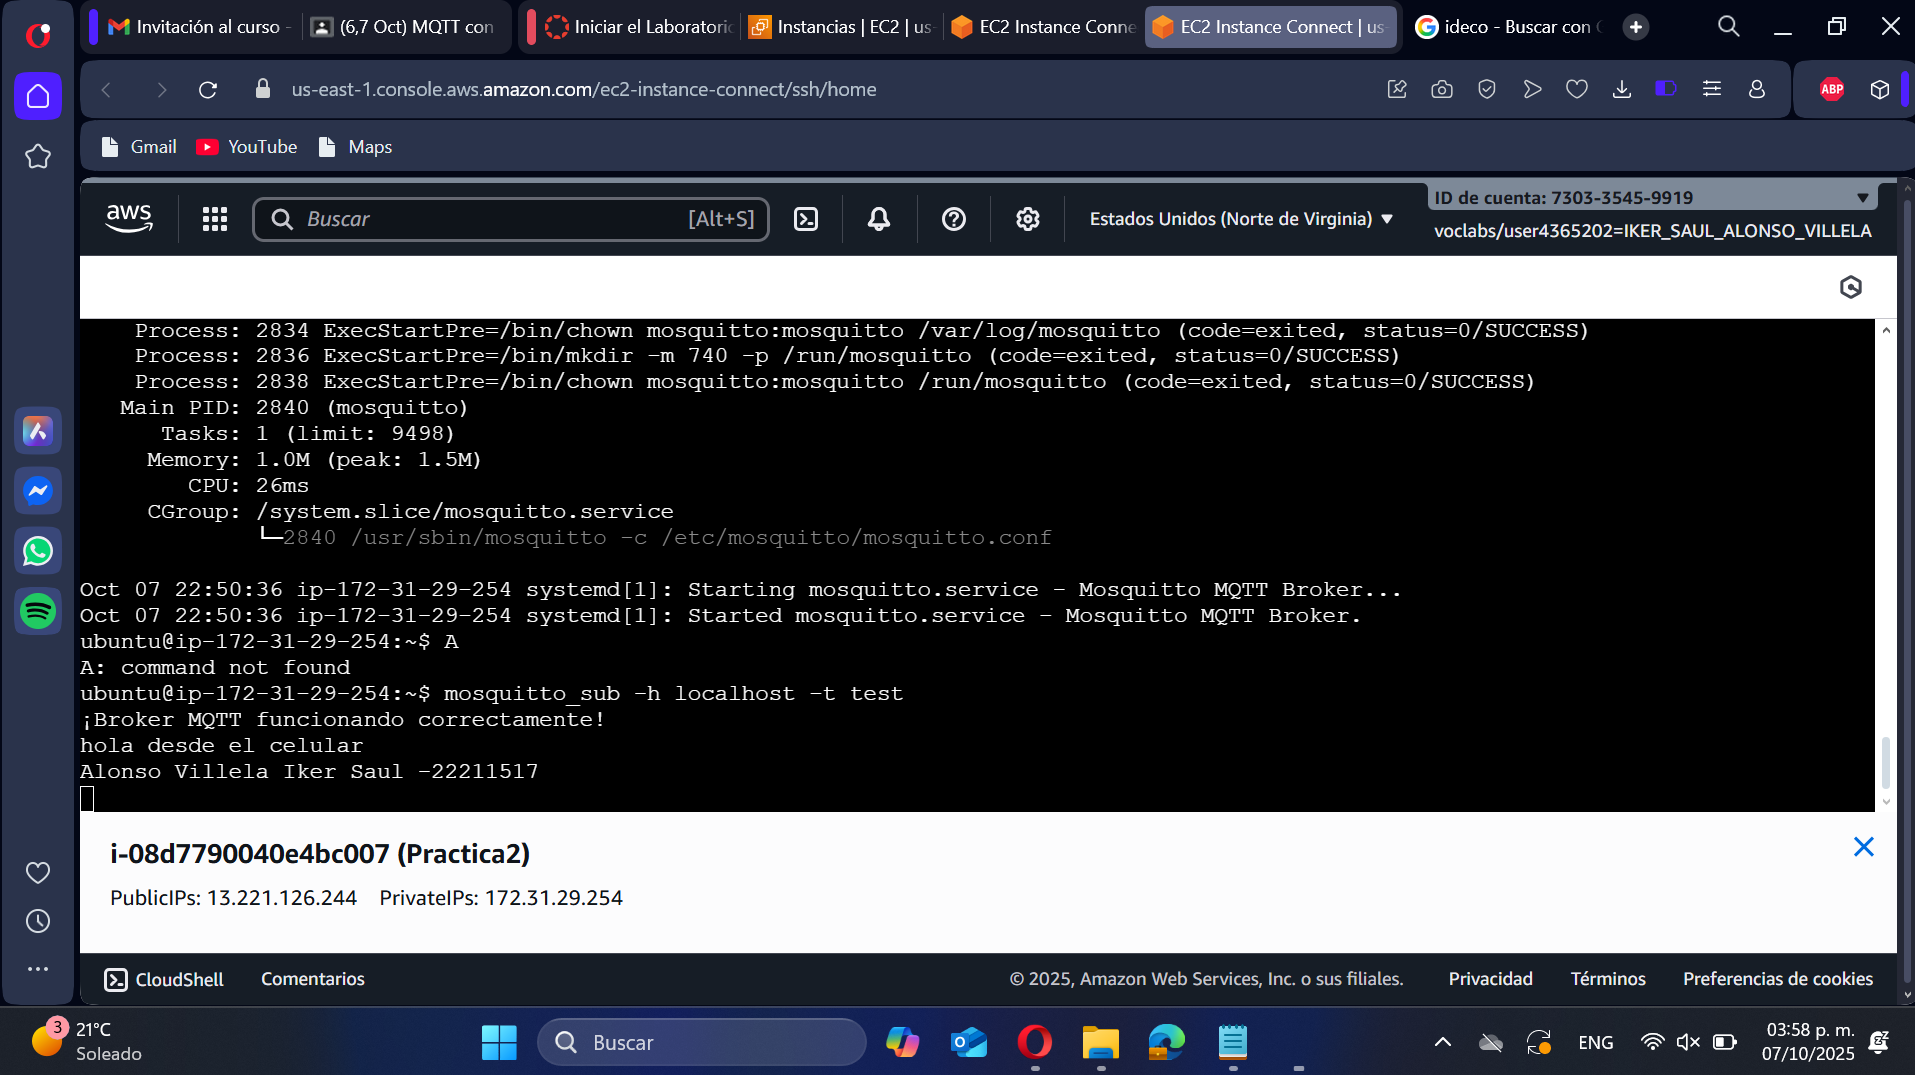 Invitación al curso -
(6,7 Oct) MQTT con
Iniciar el Laboratoric
Instancias | EC2 | us-
EC2 Instance Conne
EC2 Instance Connect | us-
ideco - Buscar con
us-east-1.console.aws.amazon.com/ec2-instance-connect/ssh/home
ABP
Gmail
YouTube
Maps
aws
Buscar
[Alt+S]
Estados Unidos (Norte de Virginia)
ID de cuenta: 7303-3545-9919
voclabs/user4365202=IKER_SAUL_ALONSO_VILLELA
Process: 2834 ExecStartPre=/bin/chown mosquitto:mosquitto /var/log/mosquitto (code=exited, status=0/SUCCESS)
Process: 2836 ExecStartPre=/bin/mkdir -m 740 -p /run/mosquitto (code=exited, status=0/SUCCESS)
Process: 2838 ExecStartPre=/bin/chown mosquitto:mosquitto /run/mosquitto (code=exited, status=0/SUCCESS)
Main PID: 2840 (mosquitto)
Tasks: 1 (limit: 9498)
Memory: 1.0M (peak: 1.5M)
CPU: 26ms
CGroup: /system.slice/mosquitto.service
└─2840 /usr/sbin/mosquitto -c /etc/mosquitto/mosquitto.conf
Oct 07 22:50:36 ip-172-31-29-254 systemd[1]: Starting mosquitto.service - Mosquitto MQTT Broker...
Oct 07 22:50:36 ip-172-31-29-254 systemd[1]: Started mosquitto.service - Mosquitto MQTT Broker.
ubuntu@ip-172-31-29-254:~$ A
A: command not found
ubuntu@ip-172-31-29-254:~$ mosquitto_sub -h localhost -t test
¡Broker MQTT funcionando correctamente!
hola desde el celular
Alonso Villela Iker Saul -22211517
i-08d7790040e4bc007 (Practica2)
PublicIPs: 13.221.126.244 PrivateIPs: 172.31.29.254
CloudShell
Comentarios
© 2025, Amazon Web Services, Inc. o sus filiales.
Privacidad
Términos
Preferencias de cookies
3
21°C
Soleado
Buscar
ENG
03:58 p. m.
07/10/2025